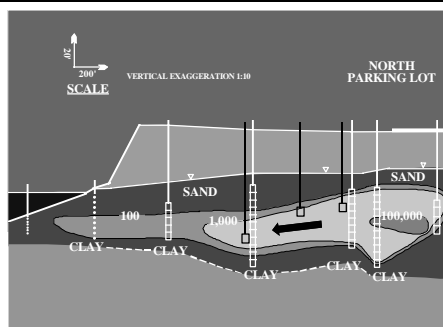 20'
200'
SCALE
VERTICAL EXAGGERATION 1:10
NORTH
PARKING LOT
SAND
SAND
100
1,000
100,000
CLAY
CLAY
CLAY
CLAY
CLAY